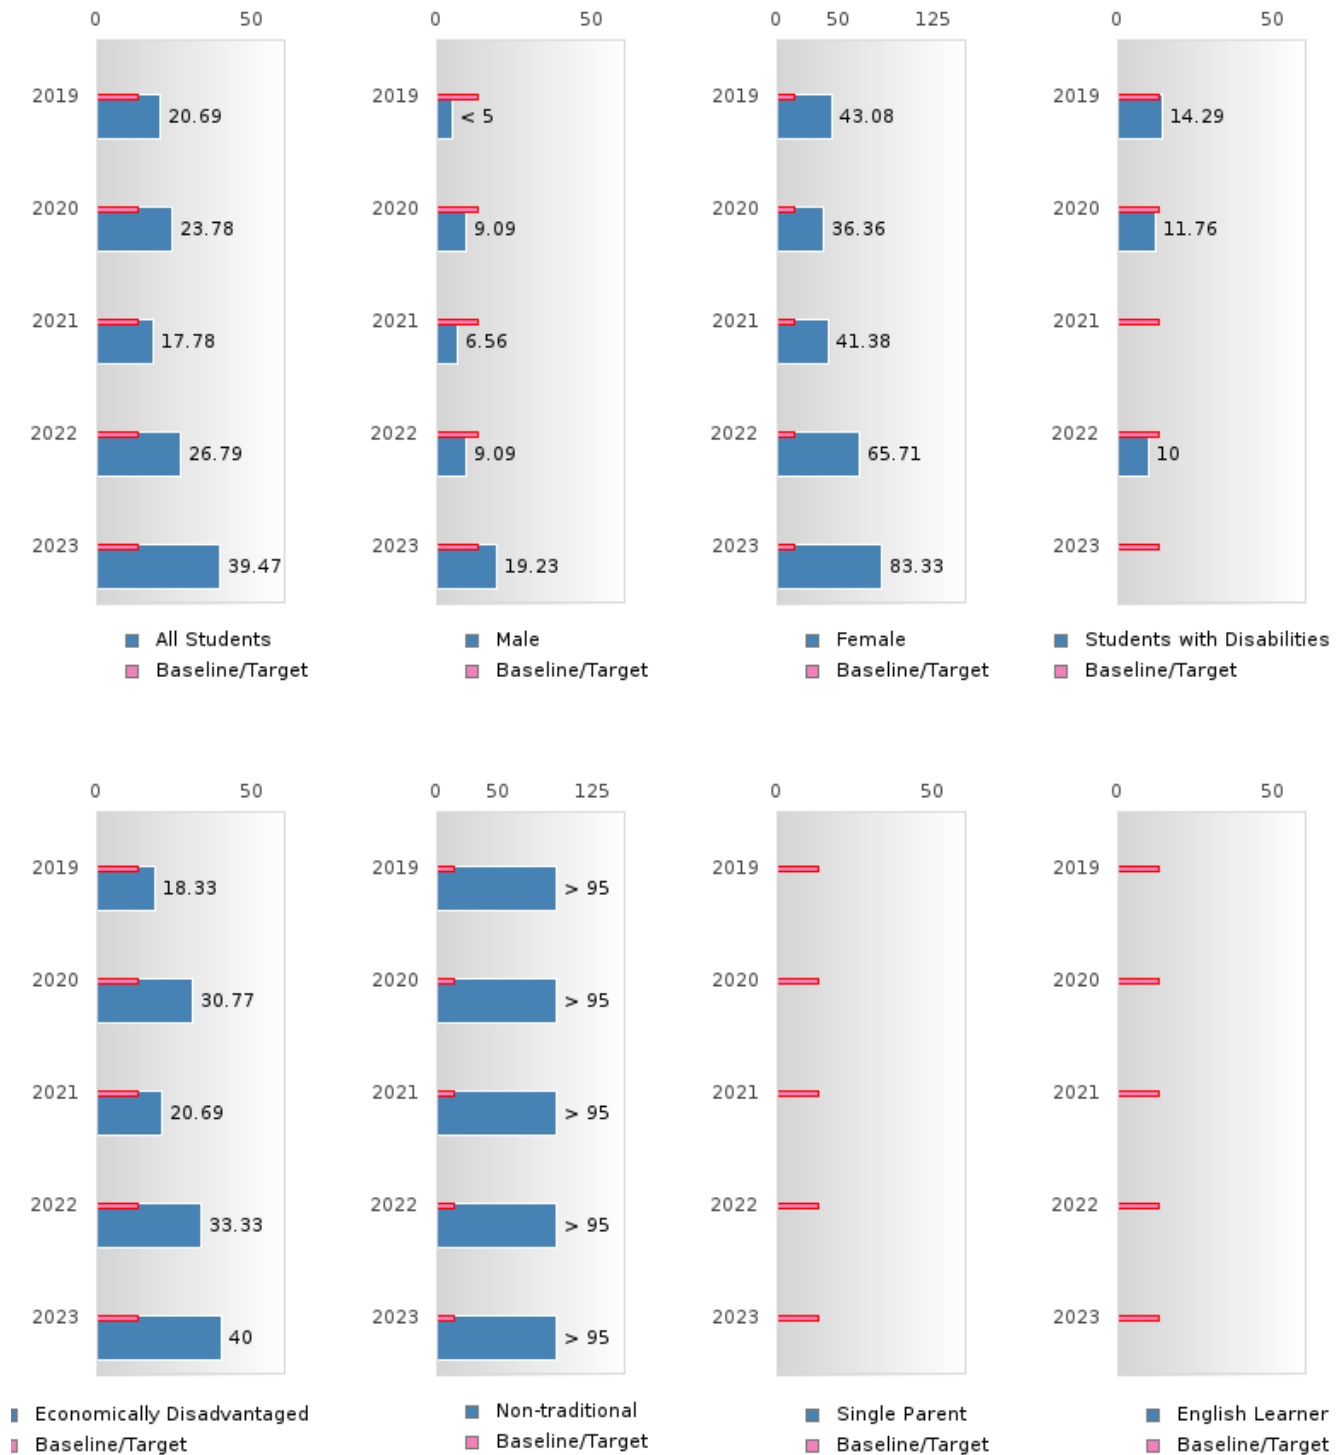 0 50
2019 20.69
2020 23.78
2021 17.78
2022 26.79
2023 39.47
All Students
Baseline/Target
0 50
2019 < 5
2020 9.09
2021 6.56
2022 9.09
2023 19.23
Male
Baseline/Target
0 50 125
2019 43.08
2020 36.36
2021 41.38
2022 65.71
2023 83.33
Female
Baseline/Target
0 50
2019 14.29
2020 11.76
2021
2022 10
2023
Students with Disabilities
Baseline/Target
0 50
2019 18.33
2020 30.77
2021 20.69
2022 33.33
2023 40
Economically Disadvantaged
Baseline/Target
0 50 125
2019 > 95
2020 > 95
2021 > 95
2022 > 95
2023 > 95
Non-traditional
Baseline/Target
0 50
2019
2020
2021
2022
2023
Single Parent
Baseline/Target
0 50
2019
2020
2021
2022
2023
English Learner
Baseline/Target